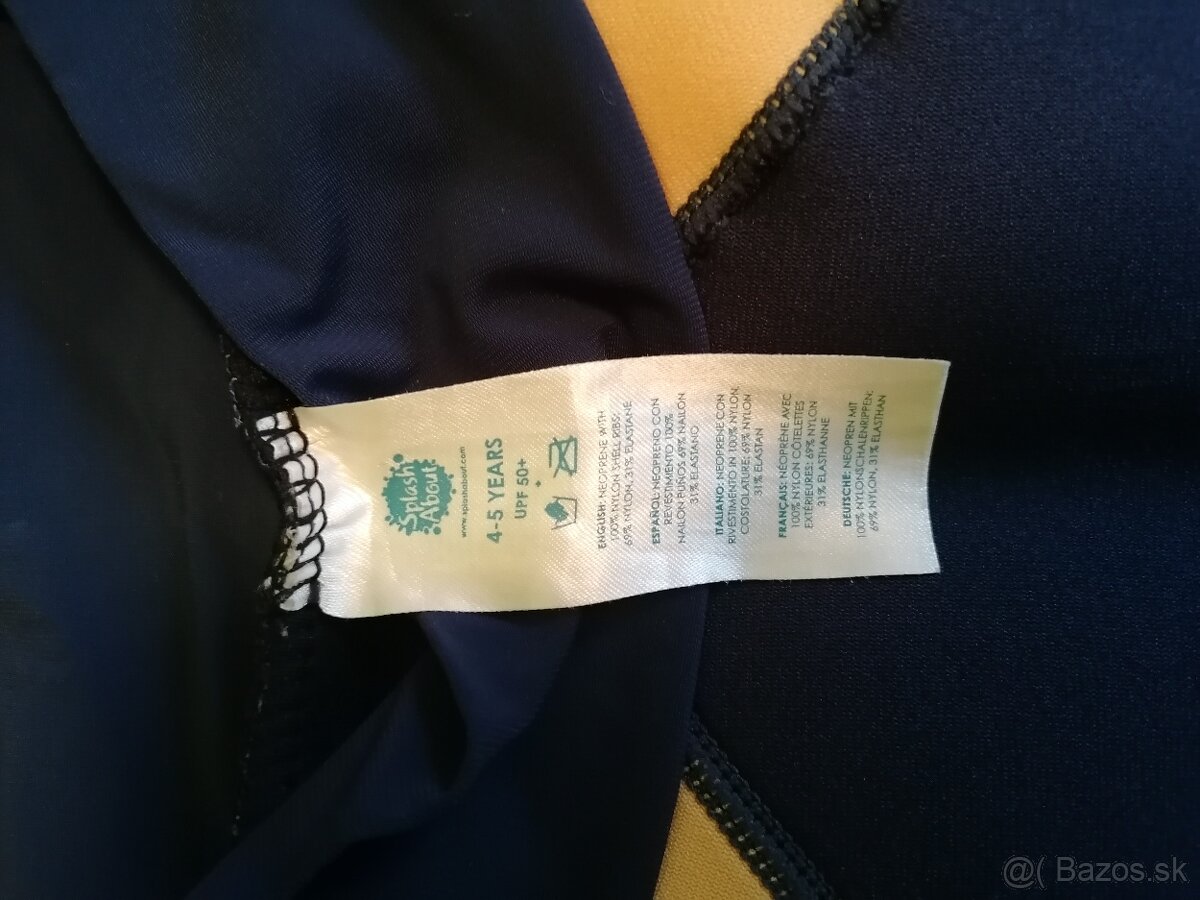 Splash
About
www.splashabout.com
4-5 YEARS
UPF 50+
ENGLISH: NEOPRENE WITH
100% NYLON SHELL RIBS:
69% NYLON, 31% ELASTANE
ESPAÑOL: NEOPRENO CON
REVESTIMIENTO 100%
NAILON PUÑOS 69% NAILON
31% ELASTANO
ITALIANO: NEOPRENE CON
RIVESTIMENTO IN 100% NYLON
COSTOLATURE: 69% NYLON
31% ELASTAN
FRANÇAIS: NÉOPRÈNE AVEC
100% NYLON CÔTELETTES
EXTÉRIEURES: 69% NYLON
31% ELASTHANNE
DEUTSCHE: NEOPREN MIT
100% NYLONSCHALENRIPPEN:
69% NYLON, 31% ELASTHAN
@( Bazos.sk